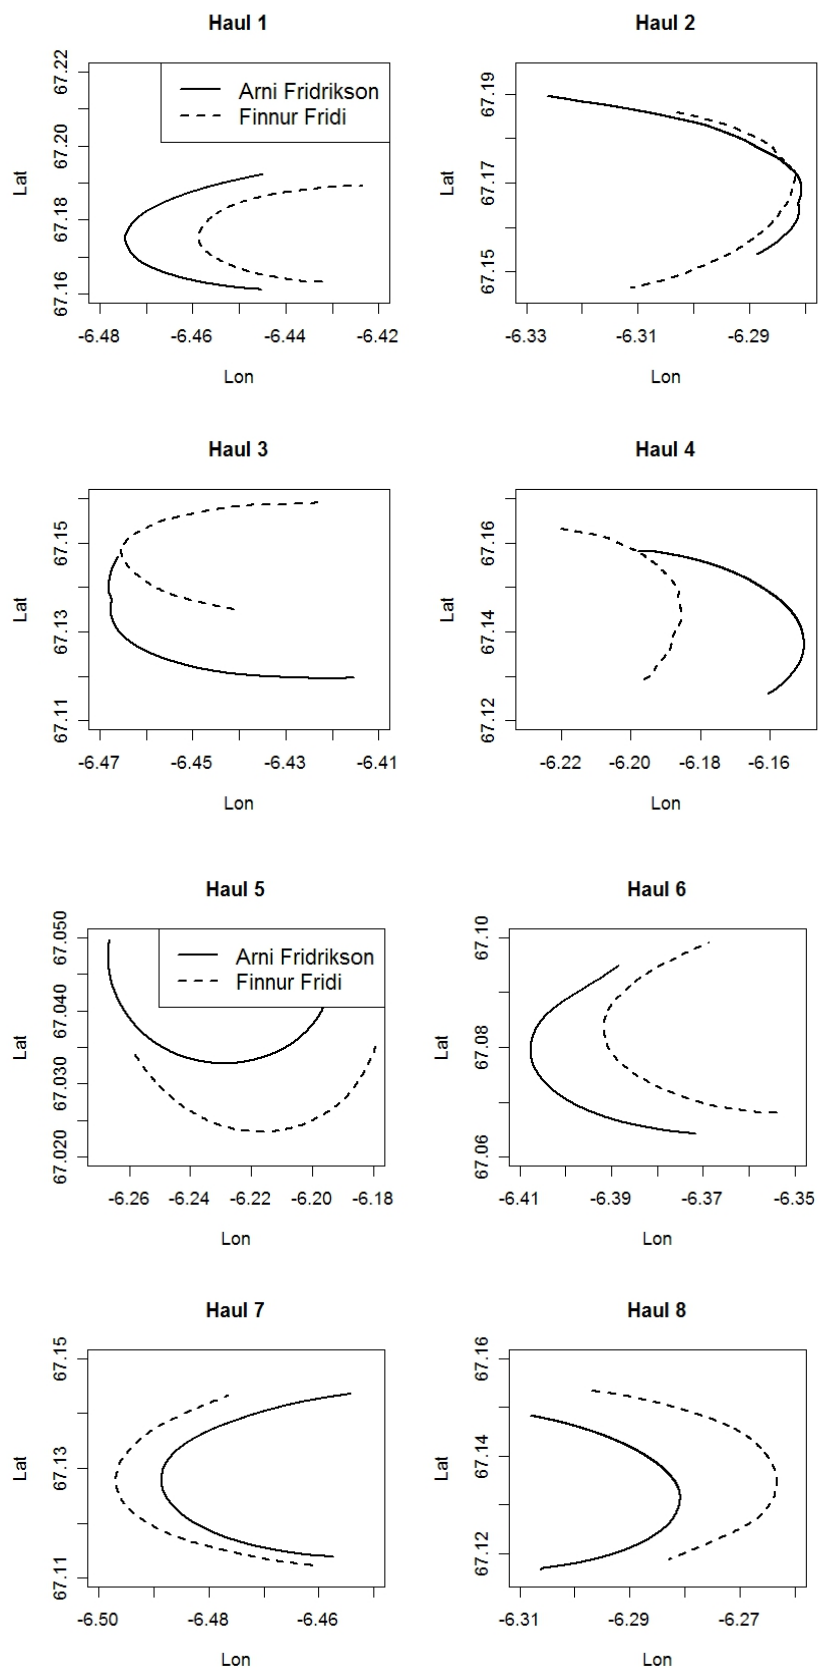 Haul 1
67.22
67.20
67.18
67.16
Lat
Arni Fridrikson
Finnur Fridi
-6.48 -6.46 -6.44 -6.42
Lon
Haul 2
67.19
67.17
67.15
Lat
-6.33 -6.31 -6.29
Lon
Haul 3
67.15
67.13
67.11
Lat
-6.47 -6.45 -6.43 -6.41
Lon
Haul 4
67.16
67.14
67.12
Lat
-6.22 -6.20 -6.18 -6.16
Lon
Haul 5
67.050
67.040
67.030
67.020
Lat
Arni Fridrikson
Finnur Fridi
-6.26 -6.24 -6.22 -6.20 -6.18
Lon
Haul 6
67.10
67.08
67.06
Lat
-6.41 -6.39 -6.37 -6.35
Lon
Haul 7
67.15
67.13
67.11
Lat
-6.50 -6.48 -6.46
Lon
Haul 8
67.16
67.14
67.12
Lat
-6.31 -6.29 -6.27
Lon